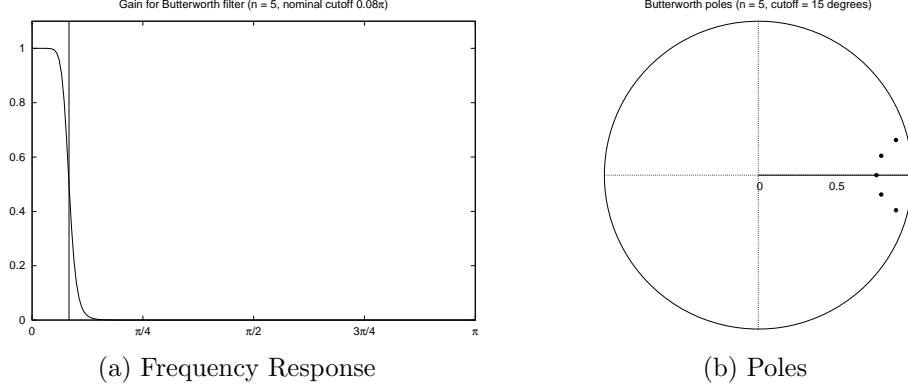 Gain for Butterworth filter (n = 5, nominal cutoff 0.08π)
1
0.8
0.6
0.4
0.2
0
0 π/4 π/2 3π/4 π
(a) Frequency Response
Butterworth poles (n = 5, cutoff = 15 degrees)
0 0.5
(b) Poles